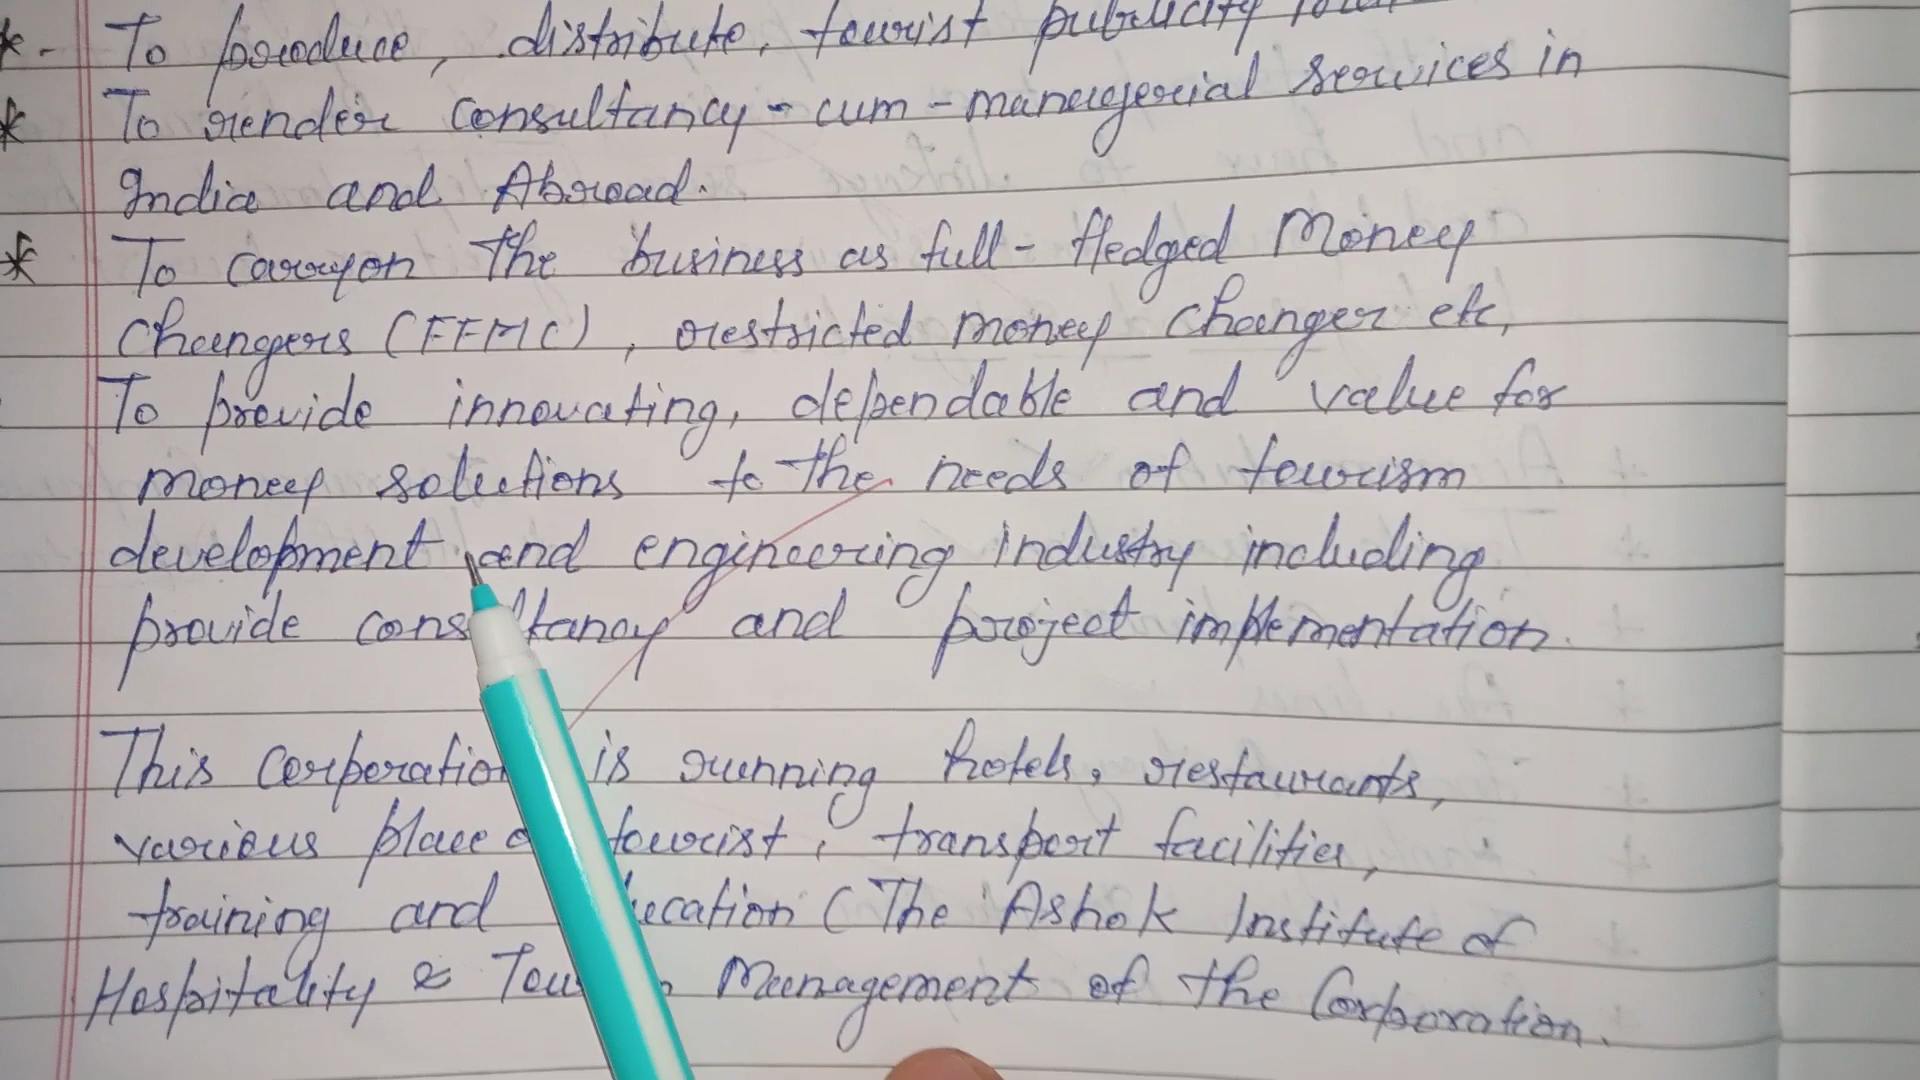 * - To produce, distribute, tourist publicity
* To render consultancy - cum - managerial services in
India and Abroad.
* To carryon the business as full - fledged Money
Changers (FFMC), restricted money changer etc,
To provide innovating, dependable and value for
money solutions to the needs of tourism
development and engineering industry including
provide consultancy and project implementation.
This corporation is running hotels, restaurants,
various place tourist, transport facilities,
training and (The Ashok Institute of
Hospitality & Management of the Corporation.